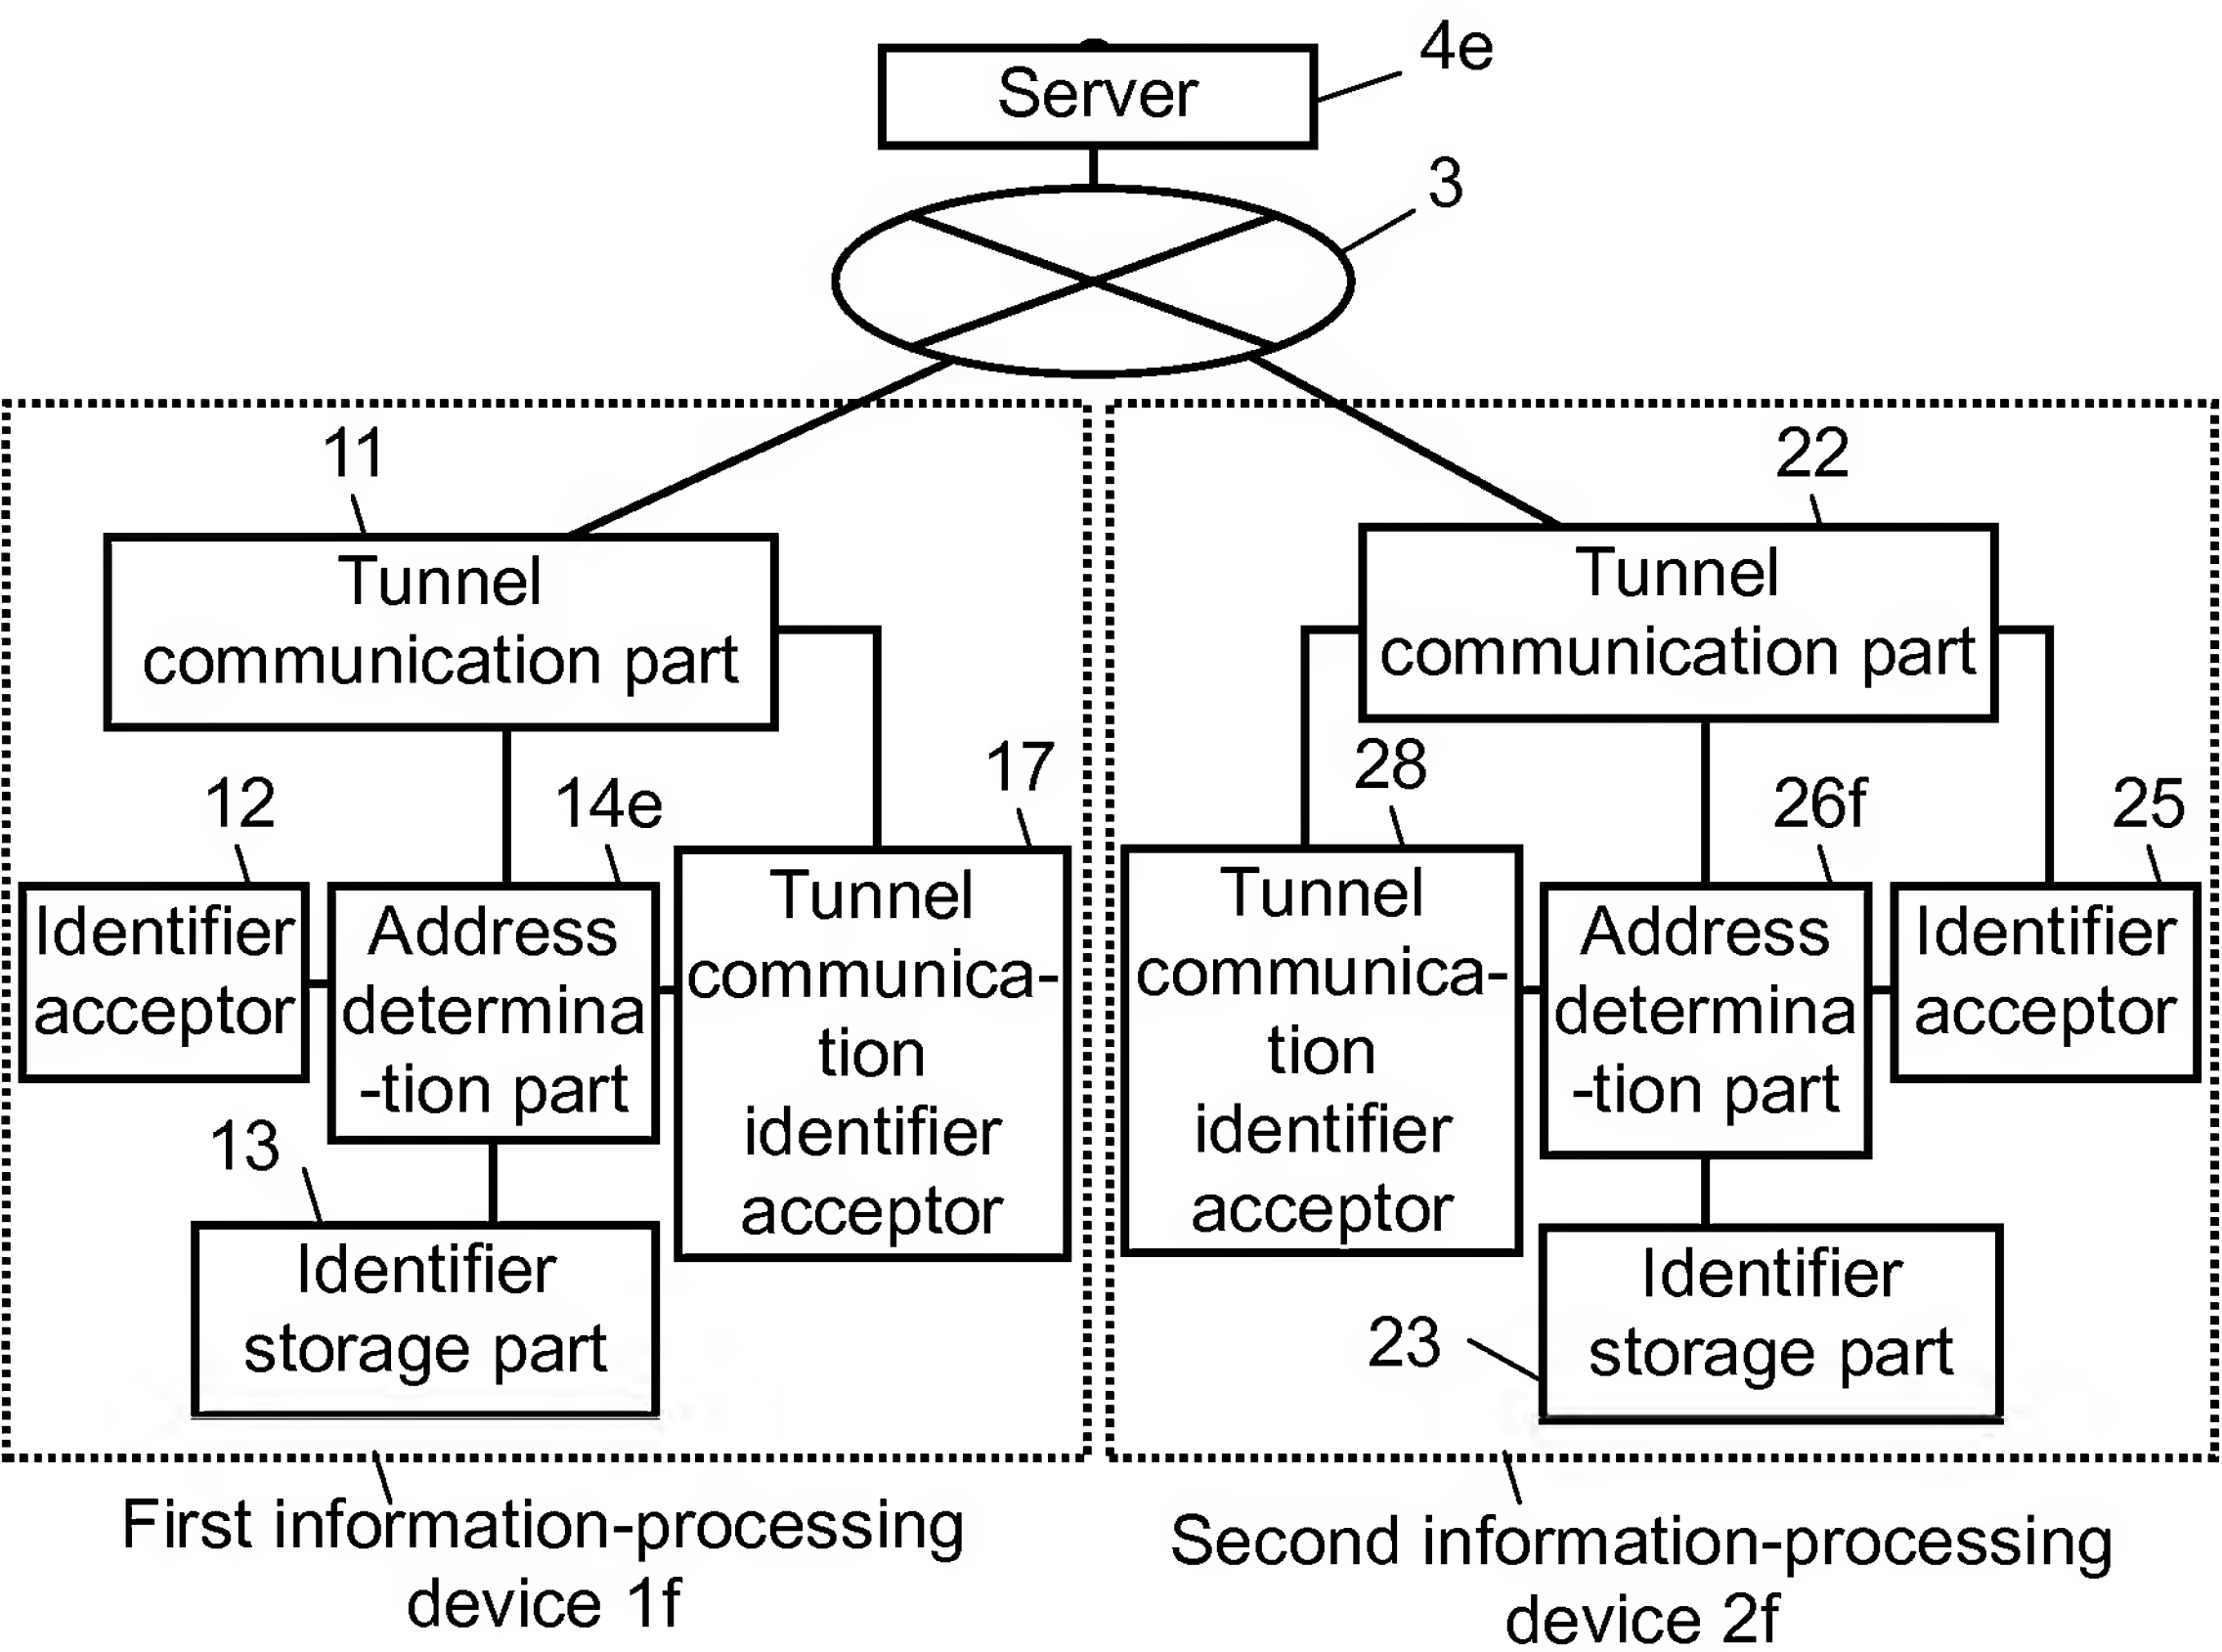 Server
4e
3
11
Tunnel
communication part
12
14e
17
Identifier
acceptor
Address
determina
-tion part
Tunnel
communica-
tion
identifier
acceptor
13
Identifier
storage part
First information-processing
device 1f
22
Tunnel
communication part
28
26f
25
Tunnel
communica-
tion
identifier
acceptor
Address
determina
-tion part
Identifier
acceptor
23
Identifier
storage part
Second information-processing
device 2f